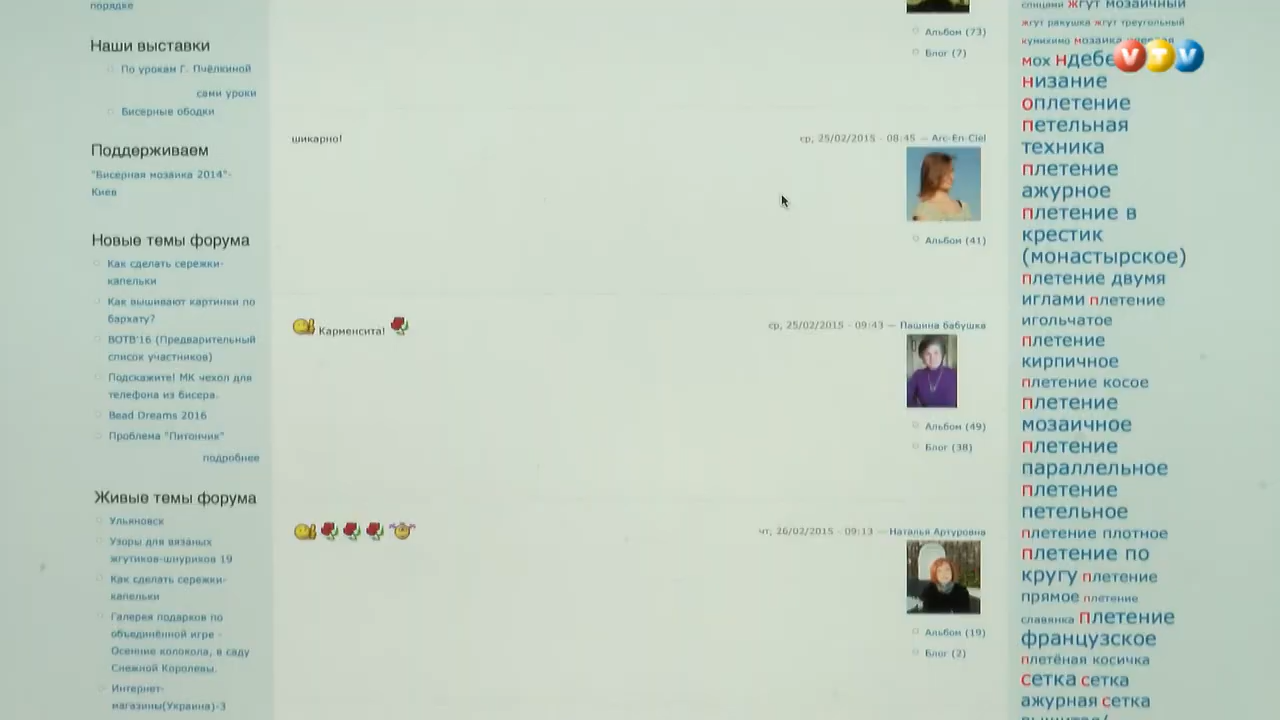 порядке
Наши выставки
По урокам Г. Пчёлкиной
сами уроки
Бисерные ободки
Поддерживаем
"Бисерная мозаика 2014"-
Киев
Новые темы форума
Как сделать сережки-
капельки
Как вышивают картинки по
бархату?
ВОТВ'16 (Предварительный
список участников)
Подскажите! МК чехол для
телефона из бисера.
Bead Dreams 2016
Проблема "Питончик"
подробнее
Живые темы форума
Ульяновск
Узоры для вязаных
жгутиков-шнуриков 19
Как сделать сережки-
капельки
Галерея подарков по
объединённой игре -
Осенние колокола, в саду
Снежной Королевы.
Интернет-
магазины(Украина)-3
Альбом (73)
Блог (7)
шикарно!
ср, 25/02/2015 - 08:45 — Arc-En-Ciel
Альбом (41)
Карменсита!
ср, 25/02/2015 - 09:43 — Пашина бабушка
Альбом (49)
Блог (38)
чт, 26/02/2015 - 09:13 — Наталья Артуровна
Альбом (19)
Блог (2)
спицами жгут мозаичный
жгут ракушка жгут треугольный
кумихимо мозаика
мох
низание
оплетение
петельная
техника
плетение
ажурное
плетение в
крестик
(монастырское)
плетение двумя
иглами плетение
игольчатое
плетение
кирпичное
плетение косое
плетение
мозаичное
плетение
параллельное
плетение
петельное
плетение плотное
плетение по
кругу плетение
прямое плетение
славянка плетение
французское
плетёная косичка
сетка сетка
ажурная сетка
VTV